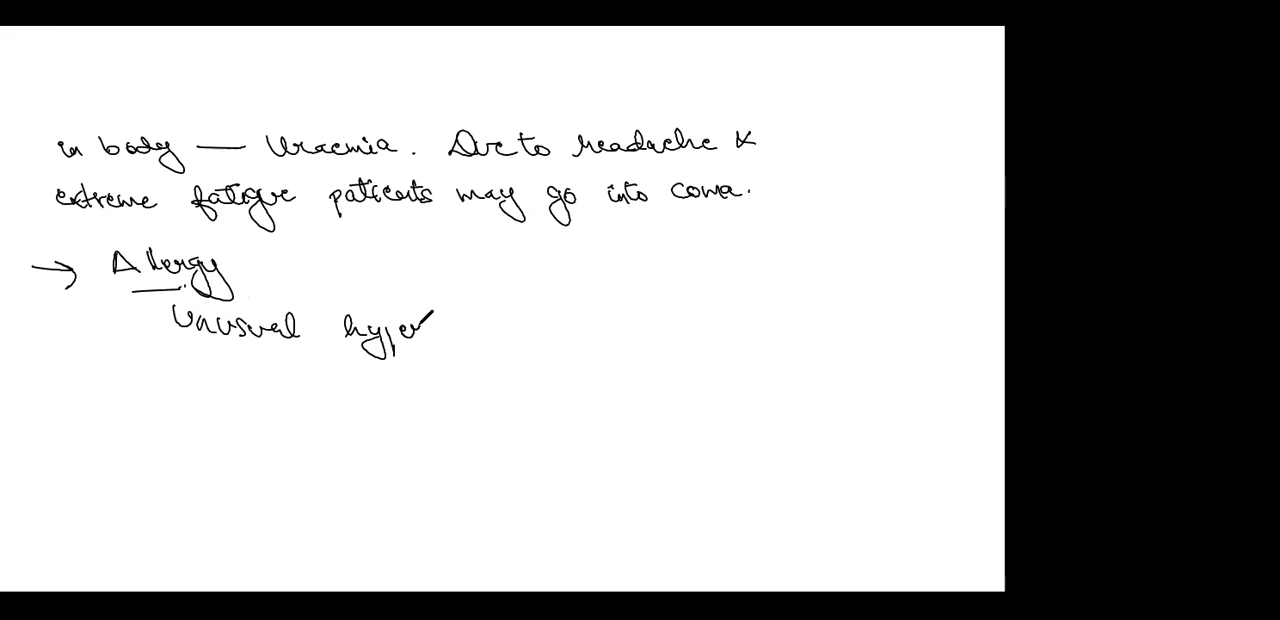 in body — Uraemia. Due to headache &
extreme fatigue patients may go into coma.
→ Allergy
Unusual hyper